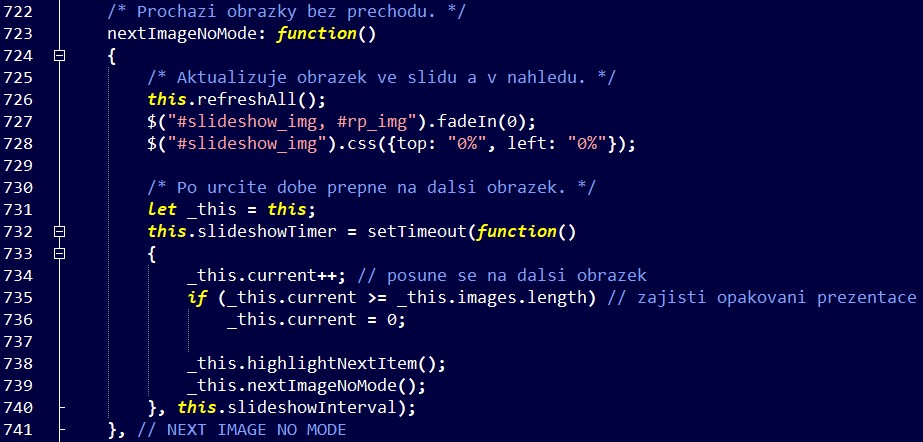 722 /* Prochazi obrazky bez prechodu. */
723 nextImageNoMode: function()
724 {
725 /* Aktualizuje obrazek ve slidu a v nahledu. */
726 this.refreshAll();
727 $("#slideshow_img, #rp_img").fadeIn(0);
728 $("#slideshow_img").css({top: "0%", left: "0%"});
729
730 /* Po urcite dobe prepne na dalsi obrazek. */
731 let _this = this;
732 this.slideshowTimer = setTimeout(function()
733 {
734 _this.current++; // posune se na dalsi obrazek
735 if (_this.current >= _this.images.length) // zajisti opakovani prezentace
736 _this.current = 0;
737
738 _this.highlightNextItem();
739 _this.nextImageNoMode();
740 }, this.slideshowInterval);
741 }, // NEXT IMAGE NO MODE